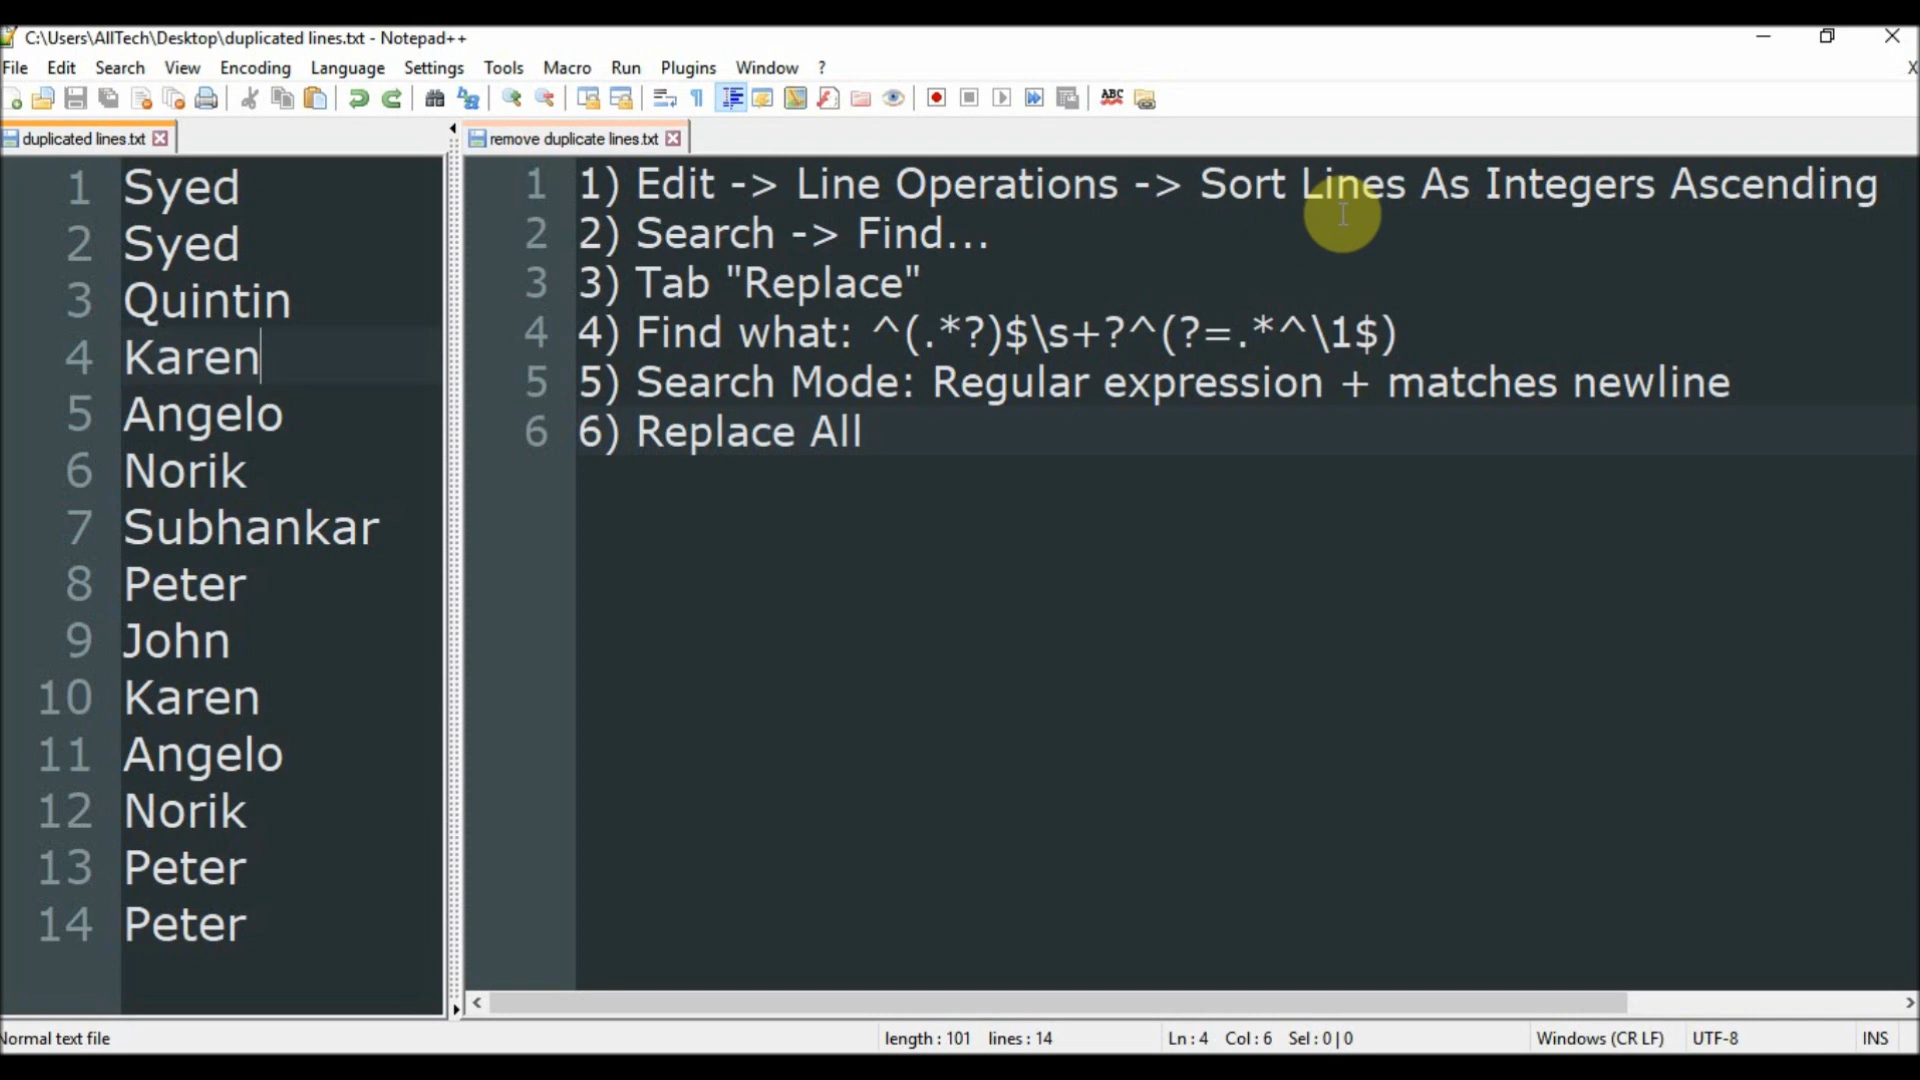 C:\Users\AllTech\Desktop\duplicated lines.txt - Notepad++
File Edit Search View Encoding Language Settings Tools Macro Run Plugins Window ?
X
ABC
duplicated lines.txt
remove duplicate lines.txt
1 Syed
2 Syed
3 Quintin
4 Karen
5 Angelo
6 Norik
7 Subhankar
8 Peter
9 John
10 Karen
11 Angelo
12 Norik
13 Peter
14 Peter
1 1) Edit -> Line Operations -> Sort Lines As Integers Ascending
2 2) Search -> Find...
3 3) Tab "Replace"
4 4) Find what: ^(.*?)$\s+?^(?=.*^\1$)
5 5) Search Mode: Regular expression + matches newline
6 6) Replace All
Normal text file length : 101 lines : 14 Ln : 4 Col : 6 Sel : 0 | 0 Windows (CR LF) UTF-8 INS